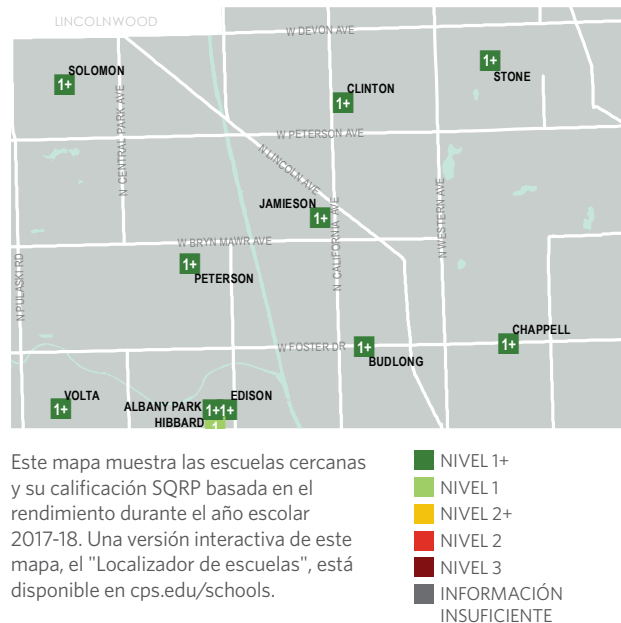 LINCOLNWOOD
W DEVON AVE
SOLOMON
1+
STONE
1+
CLINTON
1+
N CENTRAL PARK AVE
W PETERSON AVE
N LINCOLN AVE
JAMIESON
1+
N CALIFORNIA AVE
N WESTERN AVE
W BRYN MAWR AVE
1+
PETERSON
N PULASKI RD
CHAPPELL
1+
W FOSTER DR
1+
BUDLONG
VOLTA
1+
ALBANY PARK
1+
1+
EDISON
HIBBARD
1
Este mapa muestra las escuelas cercanas
y su calificación SQRP basada en el
rendimiento durante el año escolar
2017-18. Una versión interactiva de este
mapa, el "Localizador de escuelas", está
disponible en cps.edu/schools.
NIVEL 1+
NIVEL 1
NIVEL 2+
NIVEL 2
NIVEL 3
INFORMACIÓN
INSUFICIENTE